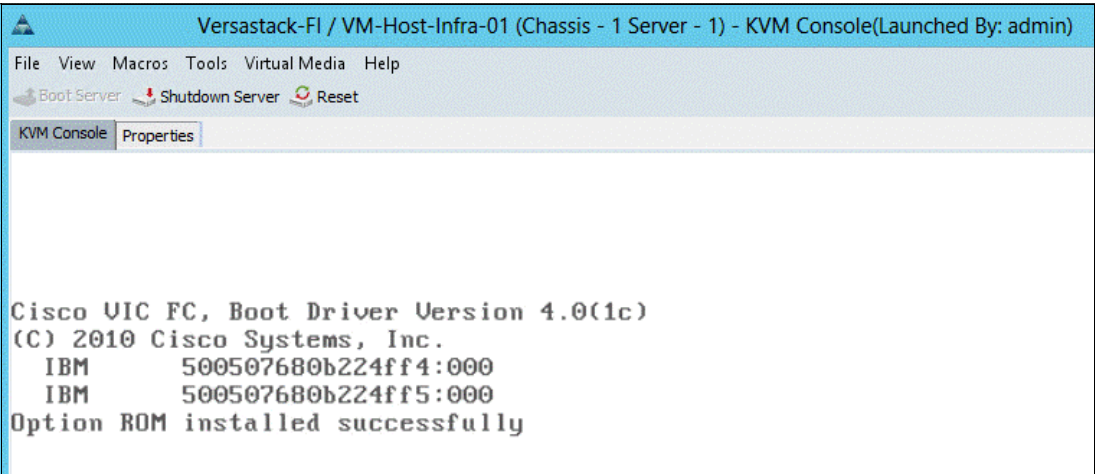 Versastack-FI / VM-Host-Infra-01 (Chassis - 1 Server - 1) - KVM Console(Launched By: admin)
File View Macros Tools Virtual Media Help
Boot Server Shutdown Server Reset
KVM Console Properties
Cisco VIC FC, Boot Driver Version 4.0(1c)
(C) 2010 Cisco Systems, Inc.
IBM 500507680b224ff4:000
IBM 500507680b224ff5:000
Option ROM installed successfully